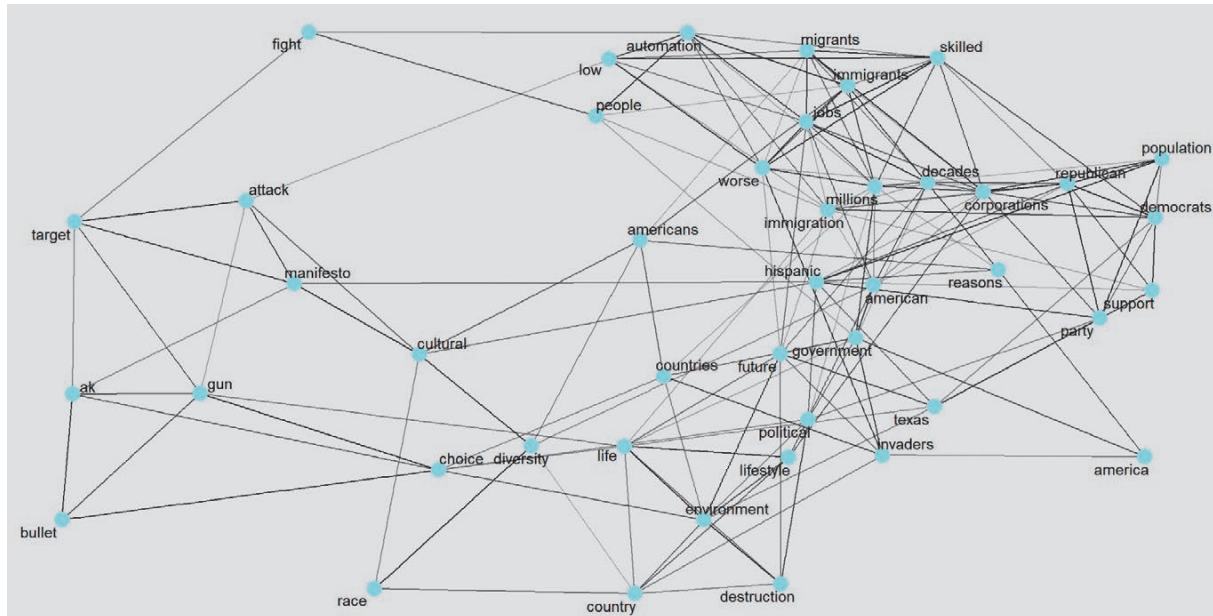 fight
automation
migrants
skilled
low
immigrants
people
jobs
population
worse
decades
republican
attack
millions
corporations
democrats
immigration
target
americans
manifesto
hispanic
reasons
american
support
party
cultural
government
countries
future
ak
gun
texas
political
choice
diversity
life
lifestyle
invaders
america
environment
bullet
race
country
destruction